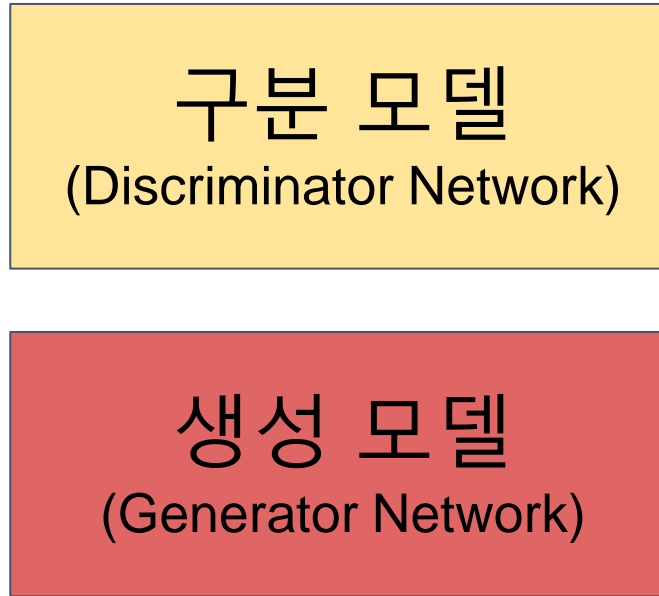 구분 모델
(Discriminator Network)
생성 모델
(Generator Network)